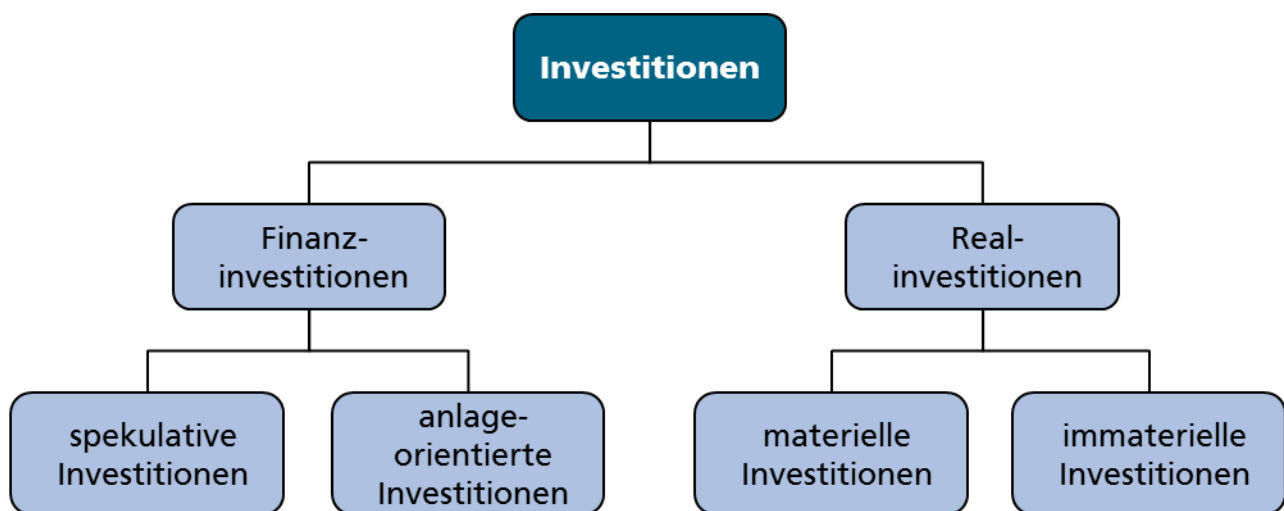 Investitionen
Finanz-
investitionen
Real-
investitionen
spekulative
Investitionen
anlage-
orientierte
Investitionen
materielle
Investitionen
immaterielle
Investitionen